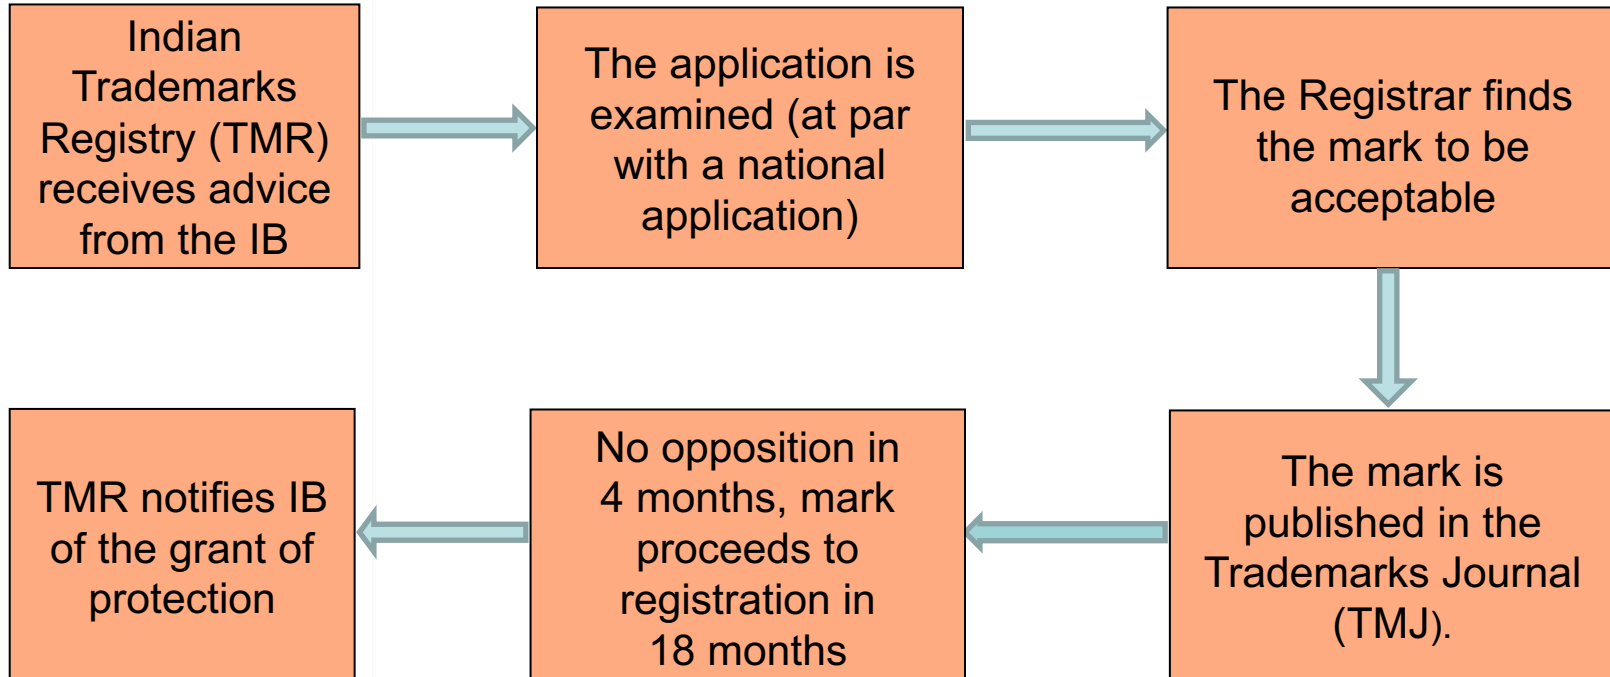 Indian
Trademarks
Registry (TMR)
receives advice
from the IB
The application is
examined (at par
with a national
application)
The Registrar finds
the mark to be
acceptable
The mark is
published in the
Trademarks Journal
(TMJ).
No opposition in
4 months, mark
proceeds to
registration in
18 months
TMR notifies IB
of the grant of
protection